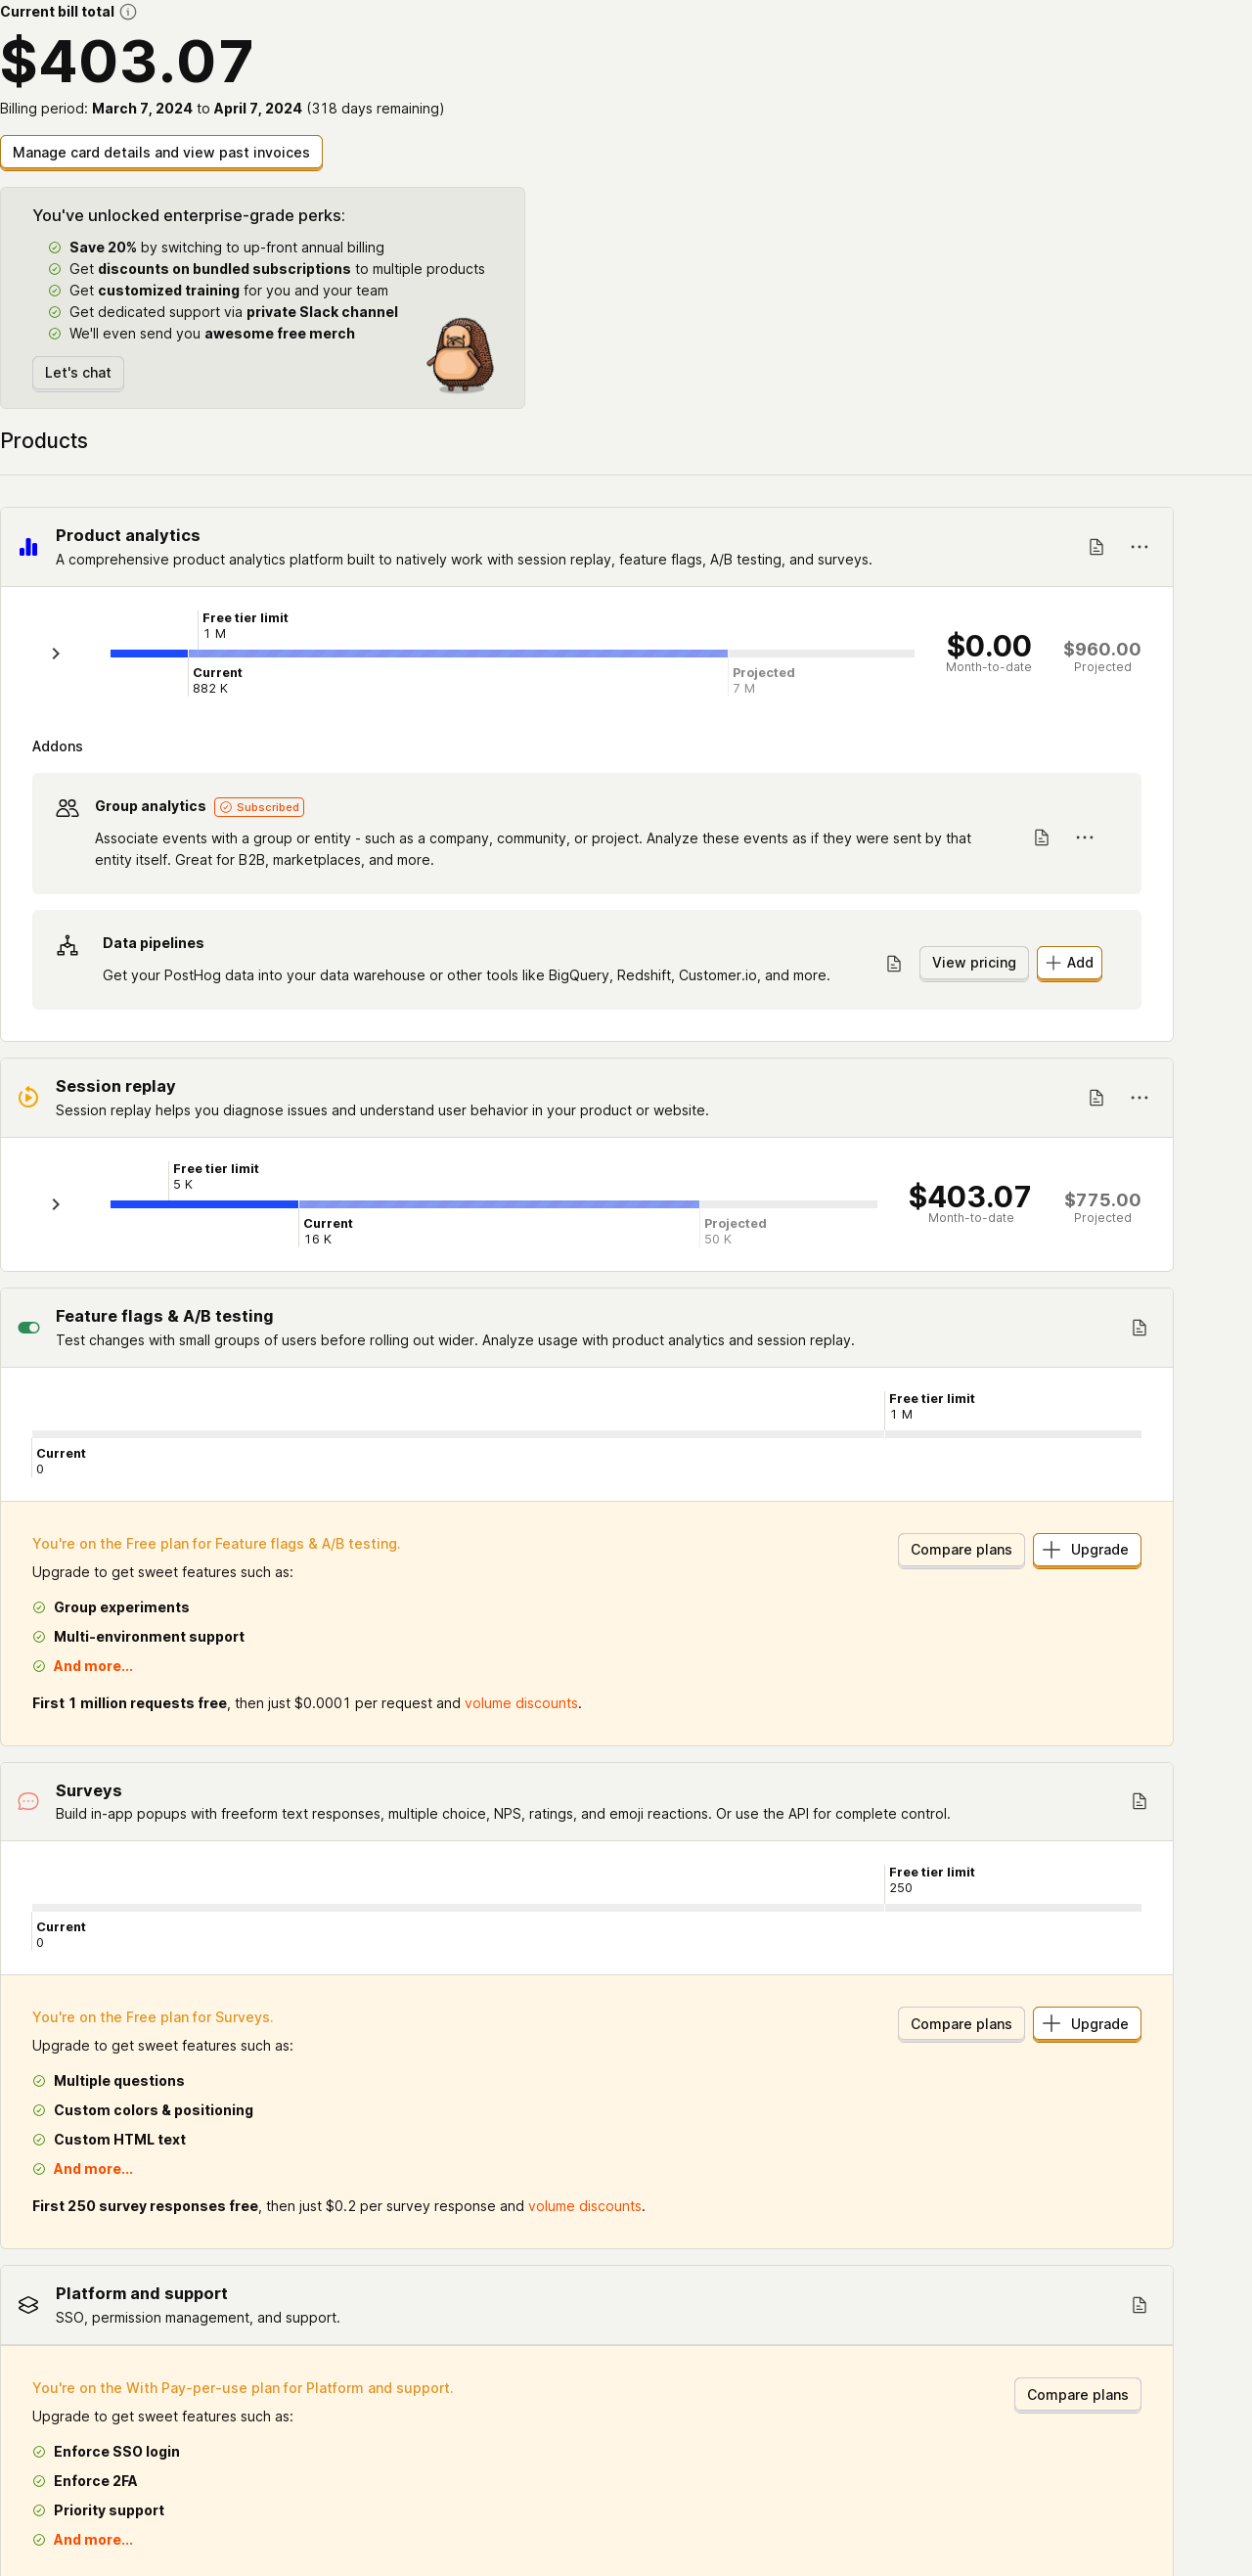 Current bill total
$403.07
Billing period: March 7, 2024 to April 7, 2024 (318 days remaining)
Manage card details and view past invoices
You've unlocked enterprise-grade perks:
Save 20% by switching to up-front annual billing
Get discounts on bundled subscriptions to multiple products
Get customized training for you and your team
Get dedicated support via private Slack channel
We'll even send you awesome free merch
Let's chat
Products
Product analytics
A comprehensive product analytics platform built to natively work with session replay, feature flags, A/B testing, and surveys.
Free tier limit
1 M
Current
882 K
Projected
7 M
$0.00
Month-to-date
$960.00
Projected
Addons
Group analytics Subscribed
Associate events with a group or entity - such as a company, community, or project. Analyze these events as if they were sent by that
entity itself. Great for B2B, marketplaces, and more.
Data pipelines
Get your PostHog data into your data warehouse or other tools like BigQuery, Redshift, Customer.io, and more.
View pricing
Add
Session replay
Session replay helps you diagnose issues and understand user behavior in your product or website.
Free tier limit
5 K
Current
16 K
Projected
50 K
$403.07
Month-to-date
$775.00
Projected
Feature flags & A/B testing
Test changes with small groups of users before rolling out wider. Analyze usage with product analytics and session replay.
Free tier limit
1 M
Current
0
You're on the Free plan for Feature flags & A/B testing.
Compare plans
Upgrade
Upgrade to get sweet features such as:
Group experiments
Multi-environment support
And more...
First 1 million requests free, then just $0.0001 per request and volume discounts.
Surveys
Build in-app popups with freeform text responses, multiple choice, NPS, ratings, and emoji reactions. Or use the API for complete control.
Free tier limit
250
Current
0
You're on the Free plan for Surveys.
Compare plans
Upgrade
Upgrade to get sweet features such as:
Multiple questions
Custom colors & positioning
Custom HTML text
And more...
First 250 survey responses free, then just $0.2 per survey response and volume discounts.
Platform and support
SSO, permission management, and support.
You're on the With Pay-per-use plan for Platform and support.
Compare plans
Upgrade to get sweet features such as:
Enforce SSO login
Enforce 2FA
Priority support
And more...